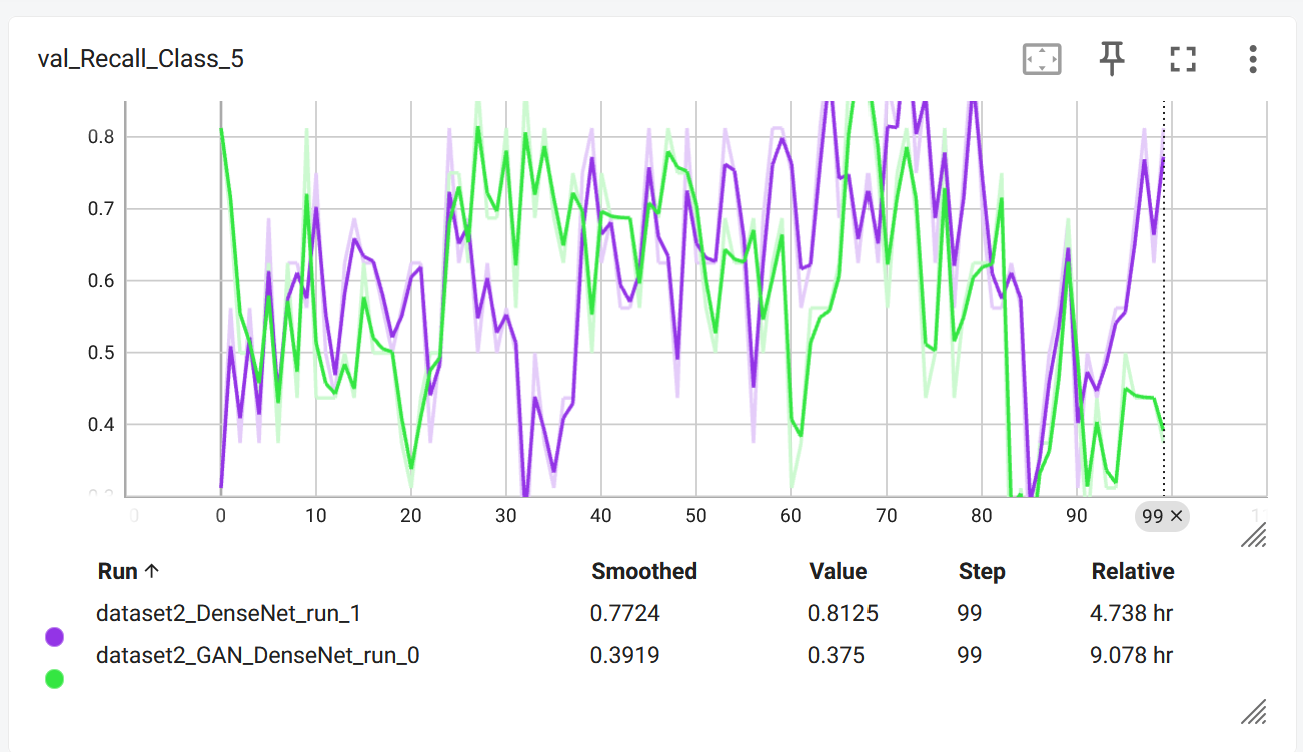 val_Recall_Class_5
0.8
0.7
0.6
0.5
0.4
0 10 20 30 40 50 60 70 80 90 99 ×
Run ↑ Smoothed Value Step Relative
dataset2_DenseNet_run_1 0.7724 0.8125 99 4.738 hr
dataset2_GAN_DenseNet_run_0 0.3919 0.375 99 9.078 hr